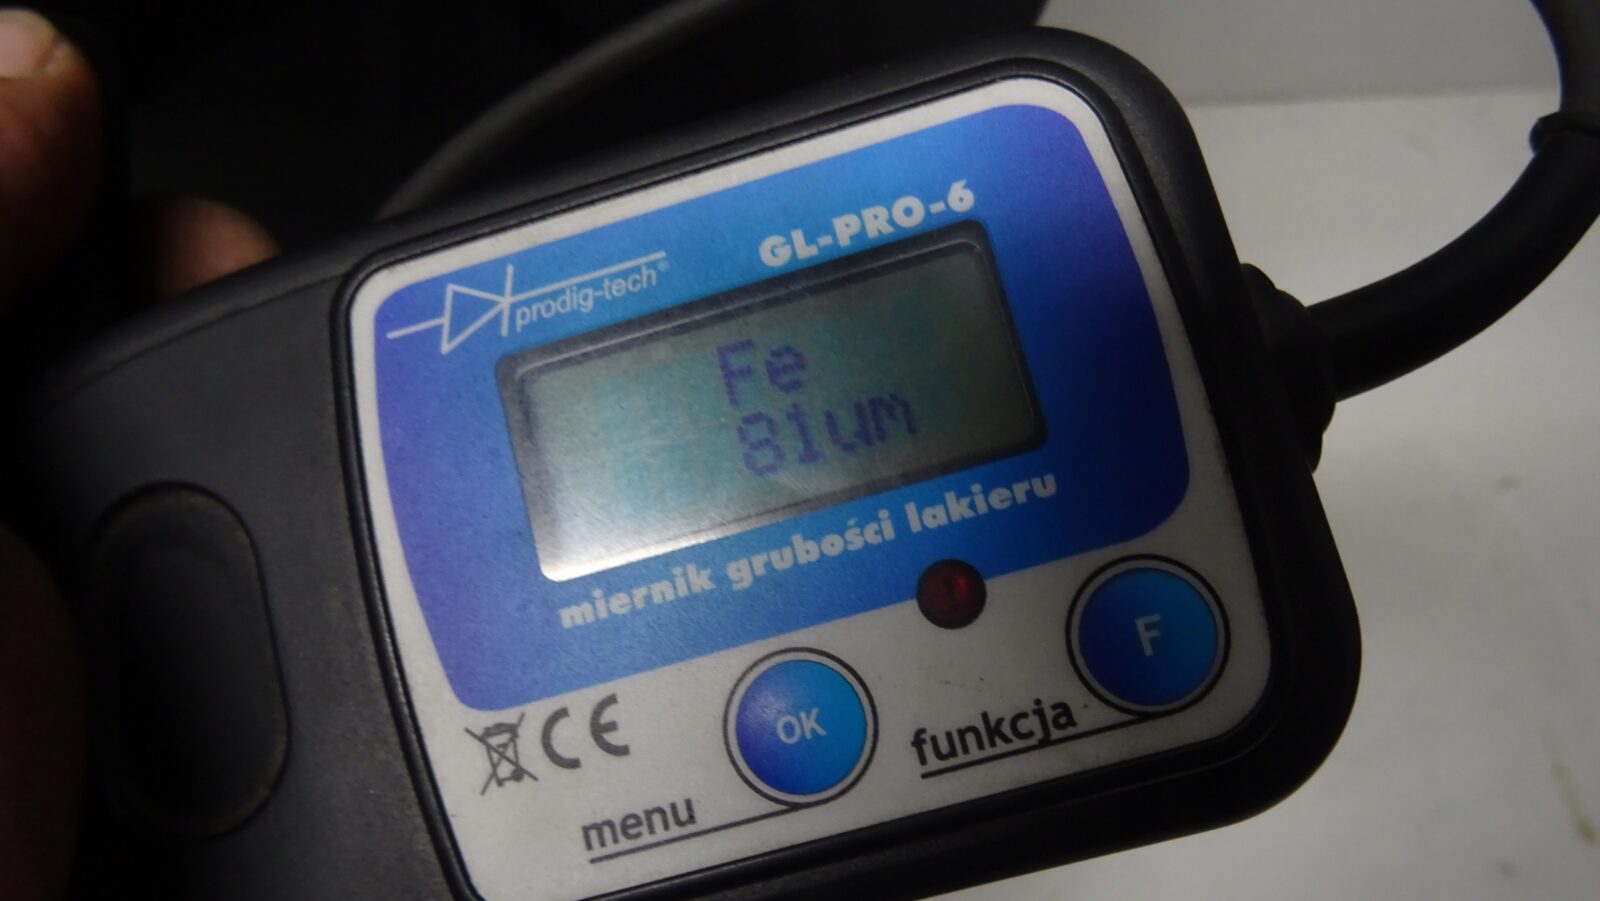 GL-PRO-6
prodig-tech®
Fe
81um
miernik grubości lakieru
F
OK
CE
funkcja
menu